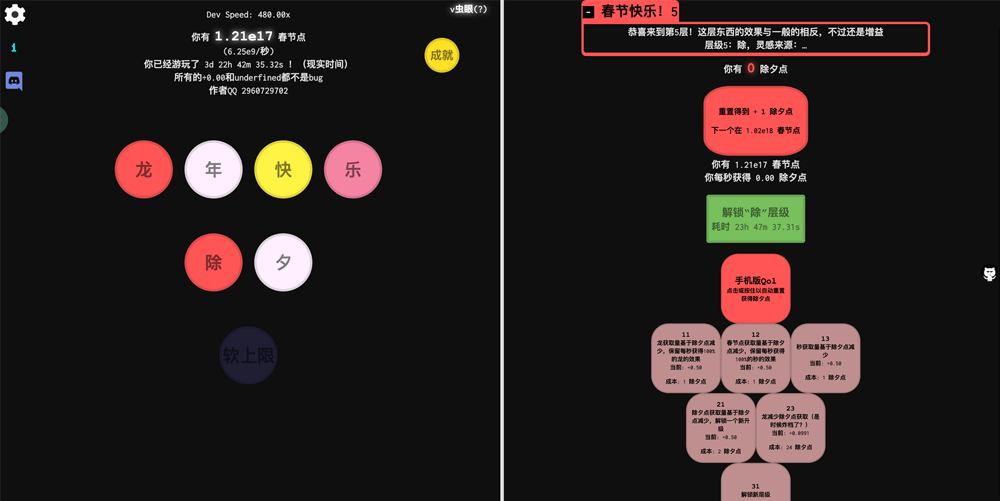 Dev Speed: 480.00x
你有 1.21e17 春节点
(6.25e9/秒)
你已经游玩了 3d 22h 42m 35.32s ! (现实时间)
所有的+0.00和undefined都不是bug
作者QQ 2960729702
v虫眼(?)
成就
i
龙
年
快
乐
除
夕
软上限
- 春节快乐! 5
恭喜来到第5层! 这层东西的效果与一般的相反, 不过还是增益
层级5: 除, 灵感来源: …
你有 0 除夕点
重置得到 + 1 除夕点
下一个在 1.02e18 春节点
你有 1.21e17 春节点
你每秒获得 0.00 除夕点
解锁“除”层级
耗时 23h 47m 37.31s
手机版Qol
点击或按住以自动重置
获得除夕点
11
龙获取量基于除夕点减
少, 保留每秒获得100%
的龙的效果
当前: ÷0.50
成本: 1 除夕点
12
春节点获取量基于除夕
点减少, 保留每秒获得
100%的秒的效果
当前: ÷0.50
成本: 1 除夕点
13
秒获取量基于除夕点减
少
当前: ÷0.50
成本: 1 除夕点
21
除夕点获取量基于除夕
点减少, 解锁一个新升
级
当前: ÷0.50
成本: 2 除夕点
23
龙减少除夕点获取 (是
时候炸档了?)
当前: ÷0.0991
成本: 24 除夕点
31
解锁新层级